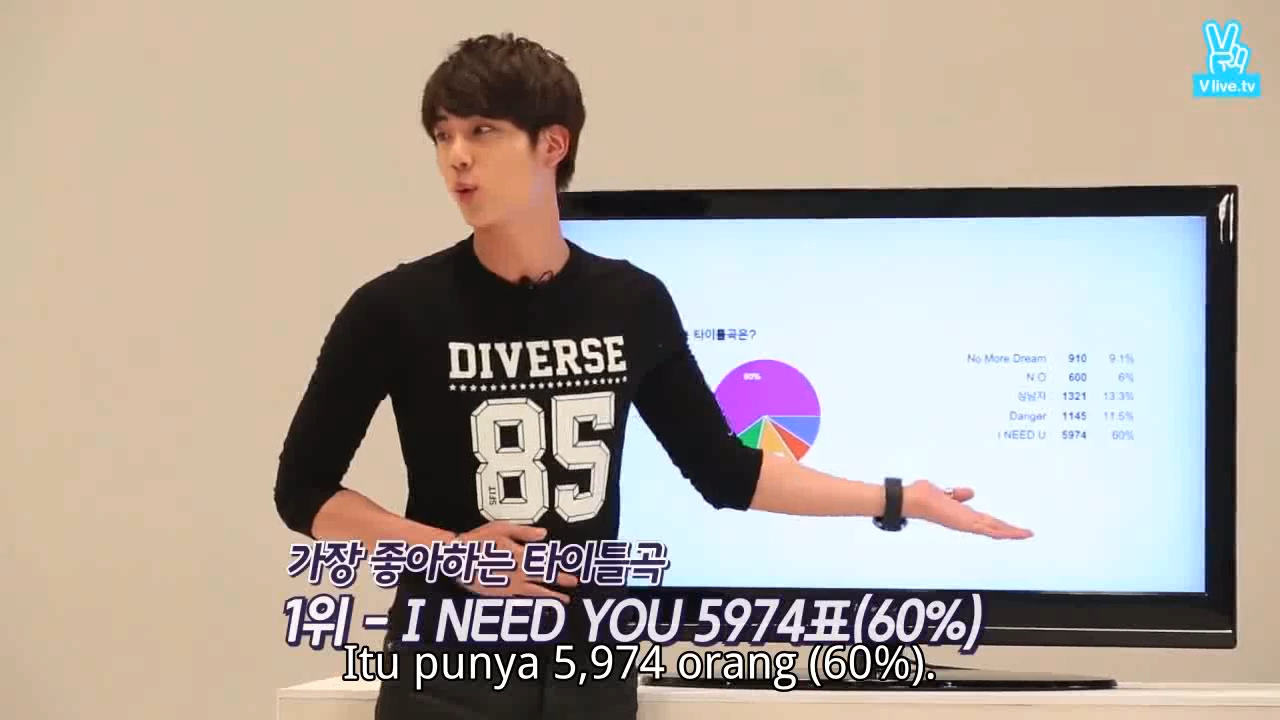 V
V live.tv
타이틀곡은?
60%
No More Dream 910 9.1%
N.O 600 6%
상남자 1321 13.3%
Danger 1145 11.5%
I NEED U 5974 60%
DIVERSE
85
SFIT
가장 좋아하는 타이틀곡
1위 - I NEED YOU 5974표(60%)
Itu punya 5,974 orang (60%).